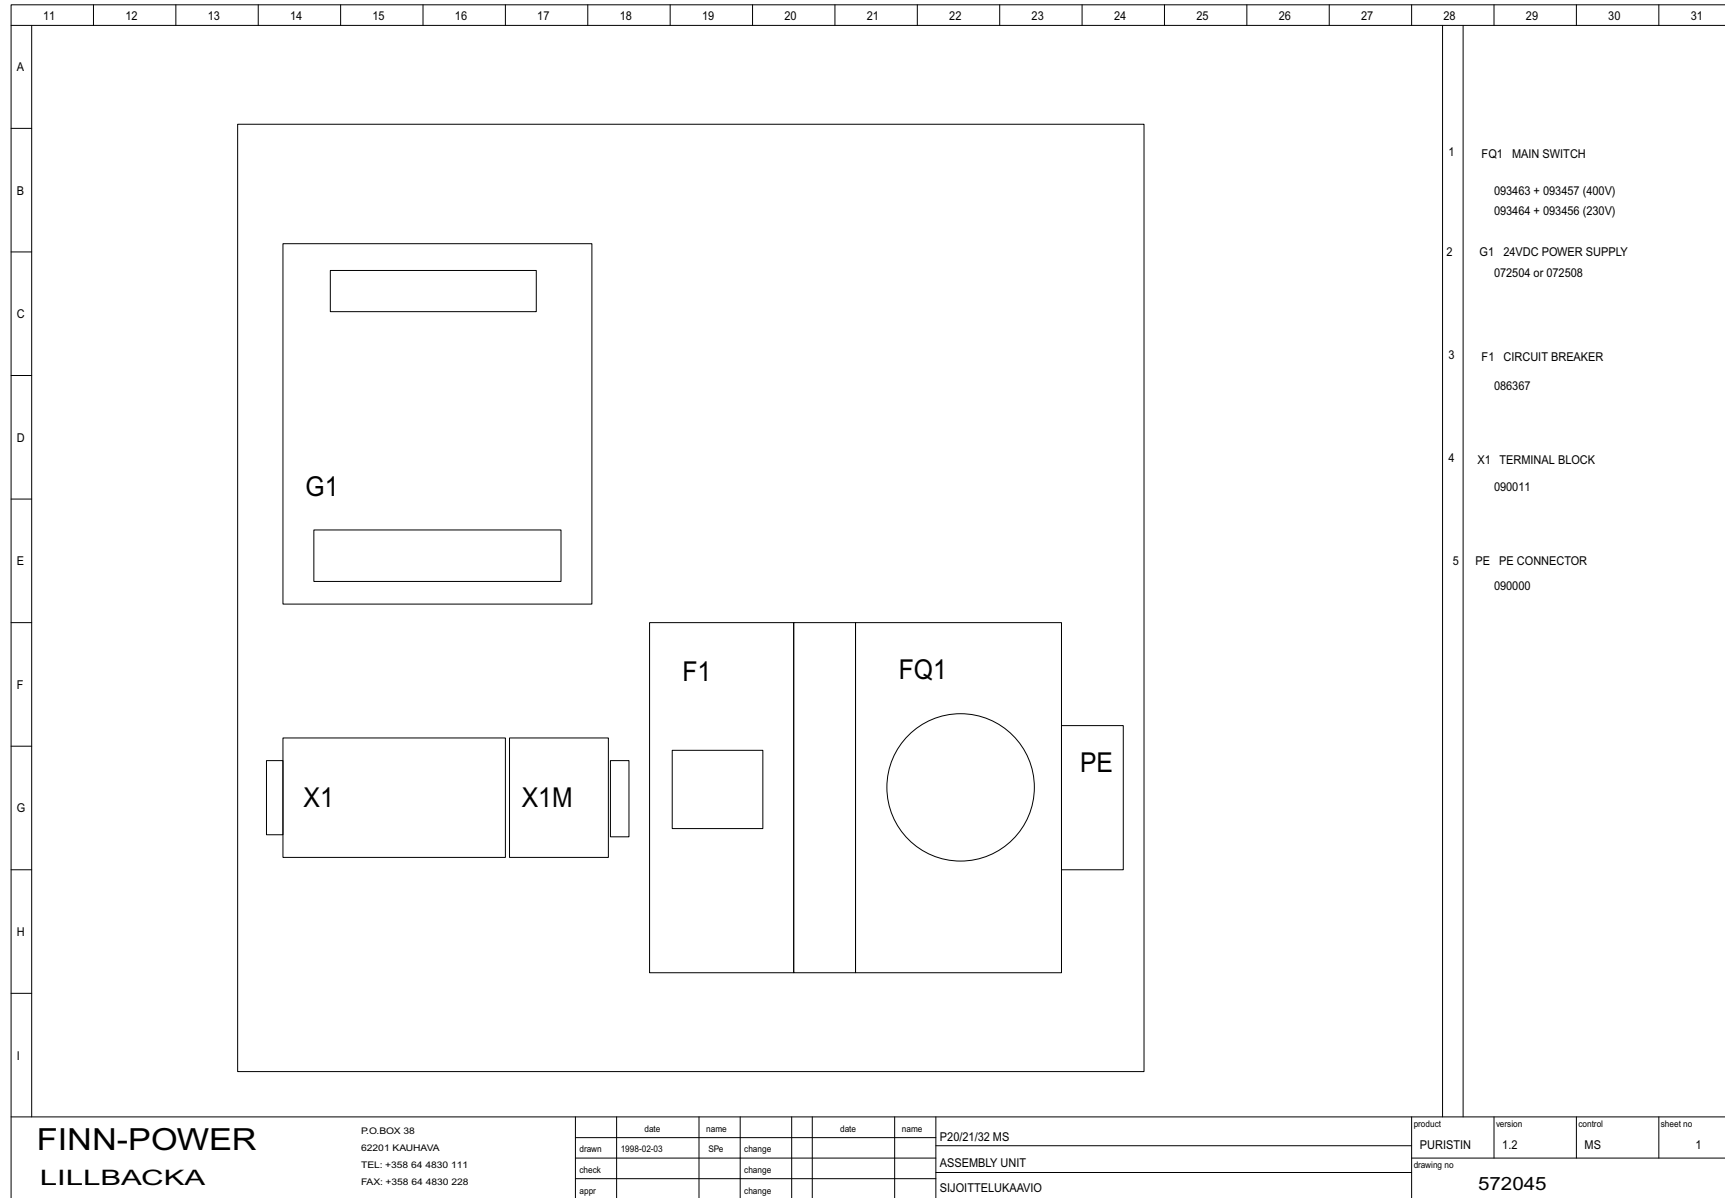 11 12 13 14 15 16 17 18 19 20 21 22 23 24 25 26 27 28 29 30 31
A
B
C
D
E
F
G
H
I
G1
F1
FQ1
PE
X1
X1M
1 FQ1 MAIN SWITCH
093463 + 093457 (400V)
093464 + 093456 (230V)
2 G1 24VDC POWER SUPPLY
072504 or 072508
3 F1 CIRCUIT BREAKER
086367
4 X1 TERMINAL BLOCK
090011
5 PE PE CONNECTOR
090000
FINN-POWER
LILLBACKA
P.O.BOX 38
62201 KAUHAVA
TEL: +358 64 4830 111
FAX: +358 64 4830 228
date name date name
drawn 1998-02-03 SPe change
check change
appr change
P20/21/32 MS
ASSEMBLY UNIT
SIJOITTELUKAAVIO
product version control sheet no
PURISTIN 1.2 MS 1
drawing no
572045